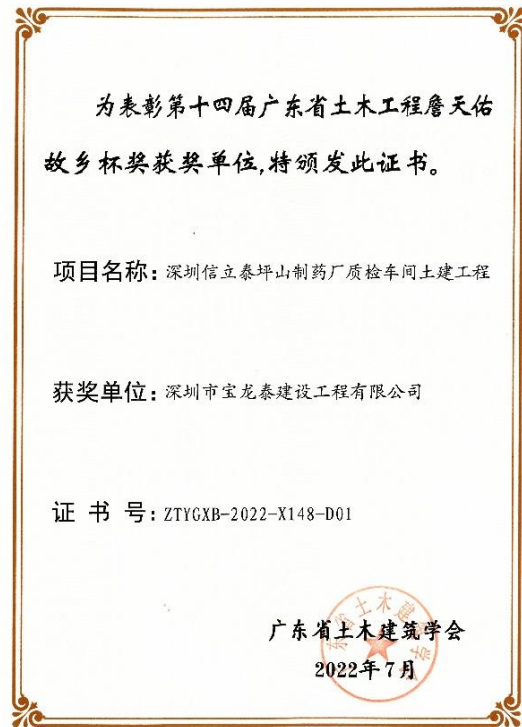 为表彰第十四届广东省土木工程詹天佑
故乡杯奖获奖单位,特颁发此证书。
项目名称:深圳信立泰坪山制药厂质检车间土建工程
获奖单位:深圳市宝龙泰建设工程有限公司
证 书 号:ZTYGXB-2022-X148-D01
广东省土木建筑学会
2022年7月